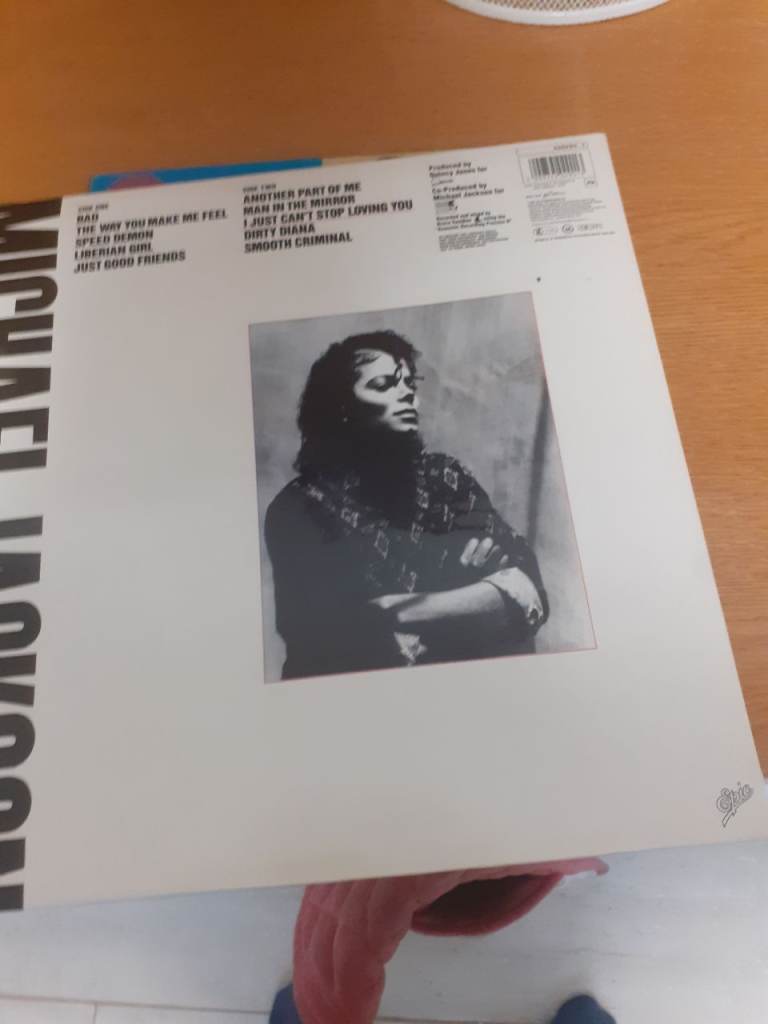 MICHAEL JACKSON
SIDE ONE
BAD
THE WAY YOU MAKE ME FEEL
SPEED DEMON
LIBERIAN GIRL
JUST GOOD FRIENDS
SIDE TWO
ANOTHER PART OF ME
MAN IN THE MIRROR
I JUST CAN'T STOP LOVING YOU
DIRTY DIANA
SMOOTH CRIMINAL
Produced by
Quincy Jones for
Co-Produced by
Michael Jackson for
Epic